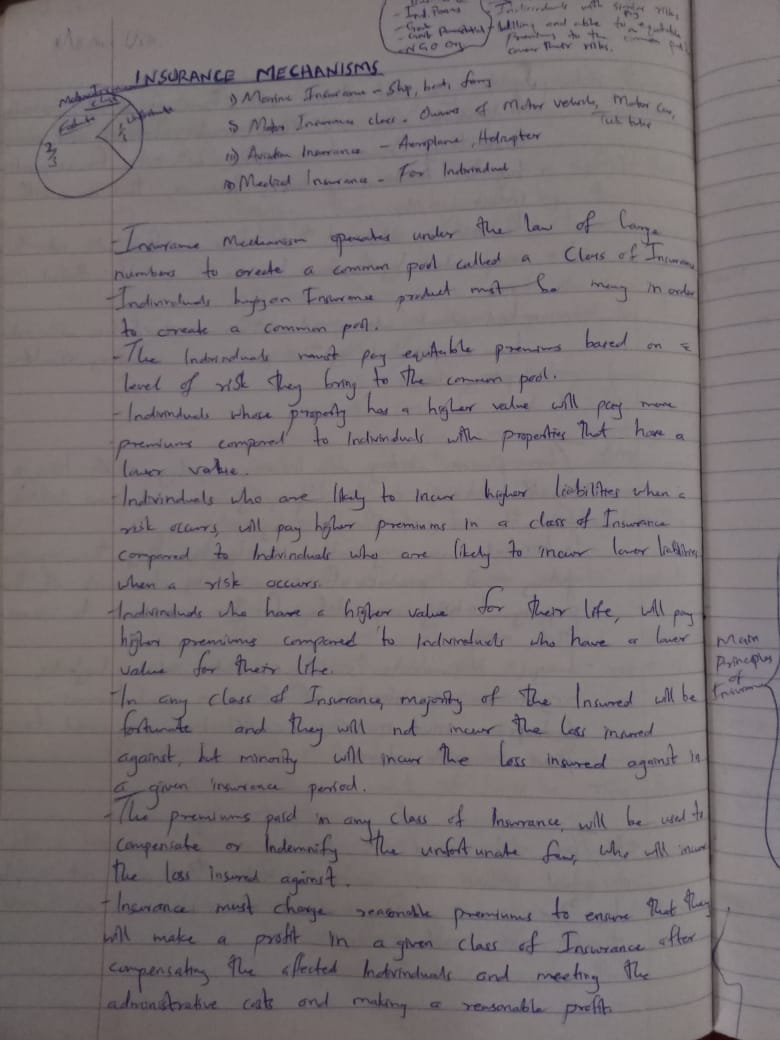 - Ind.
- Govt
- NGO Org
Individuals with similar risks,
willing and able to pay equitable
premiums to the common pool
cover their risks.
INSURANCE MECHANISMS
Motor Insurance
class
Fortunate
2/3
1/3
Unfortunate
i) Marine Insurance - Ship, boat, ferry
ii) Motor Insurance class - Owners of Motor vehicle, Motor Car,
Tuk tuk
iii) Aviation Insurance - Aeroplane, Helicopter
iv) Medical Insurance - For Individual
- Insurance Mechanism operates under the law of large
numbers to create a common pool called a Class of Insurance
- Individuals buying an Insurance product must be many in order
to create a common pool.
- The Individuals must pay equitable premiums based on a
level of risk they bring to the common pool.
- Individuals whose property has a higher value will pay more
premiums compared to Individuals with properties that have a
lower value.
- Individuals who are likely to incur higher liabilities when a
risk occurs, will pay higher premiums in a class of Insurance
compared to Individuals who are likely to incur lower liabilities
when a risk occurs.
- Individuals who have a higher value for their life, will pay
higher premiums compared to Individuals who have a lower
value for their life.
- In any class of Insurance, majority of the Insured will be
fortunate and they will not incur the loss insured
against, but minority will incur the loss insured against in
a given insurance period.
- The premiums paid in any class of Insurance, will be used to
compensate or Indemnify the unfortunate few, who will incur
the loss insured against.
- Insurance must charge reasonable premiums to ensure that they
will make a profit in a given class of Insurance after
compensating the affected Individuals and meeting the
administrative costs and making a reasonable profit.
Main
Principles
of
Insurance